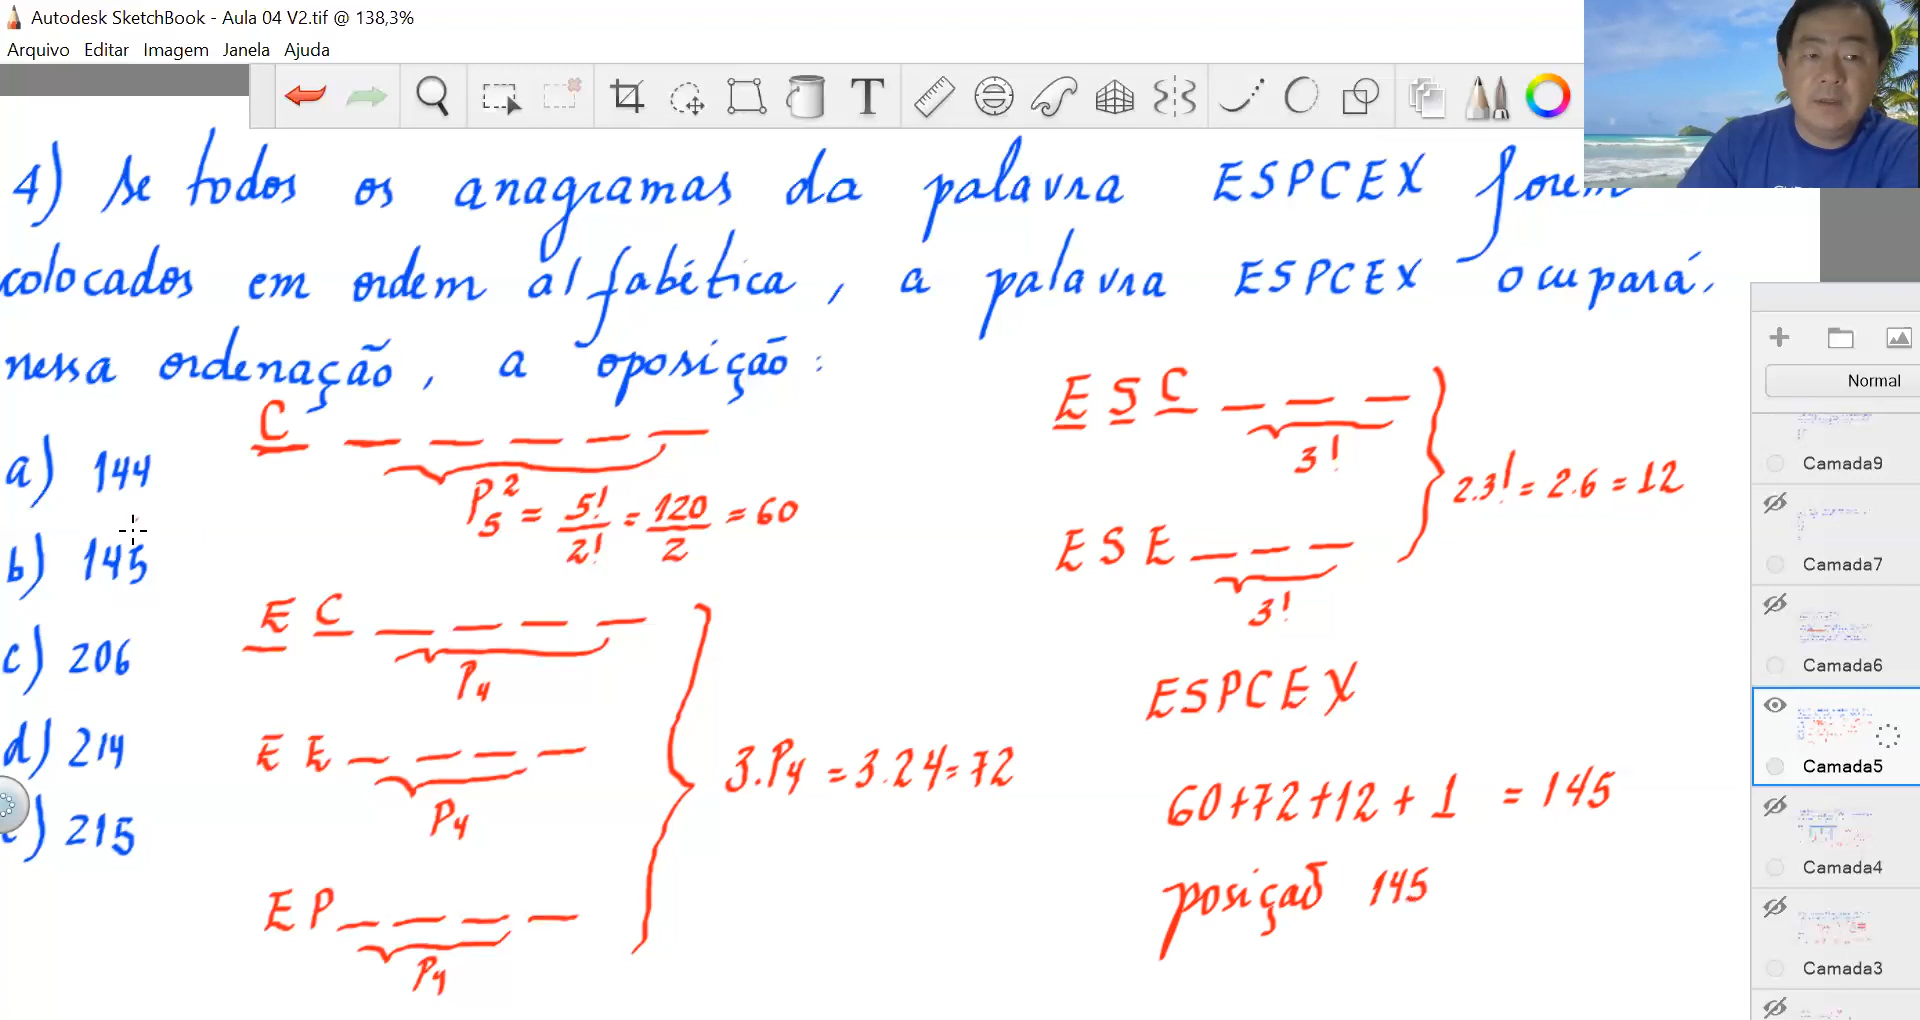 Autodesk SketchBook - Aula 04 V2.tif @ 138,3%
Arquivo Editar Imagem Janela Ajuda
4) Se todos os anagramas da palavra ESPCEX forem
colocados em ordem alfabética, a palavra ESPCEX ocupará,
nessa ordenação, a oposição:
a) 144
b) 145
c) 206
d) 214
) 215
C _ _ _ _ _
P₅² = 5!/2! = 120/2 = 60
E C _ _ _ _
P₄
E E _ _ _ _
P₄
E P _ _ _ _
P₄
3.P₄ = 3.24 = 72
E S C _ _ _
3!
E S E _ _ _
3!
2.3! = 2.6 = 12
ESPCEX
60+72+12+1 = 145
posição 145
Normal
Camada9
Camada7
Camada6
Camada5
Camada4
Camada3